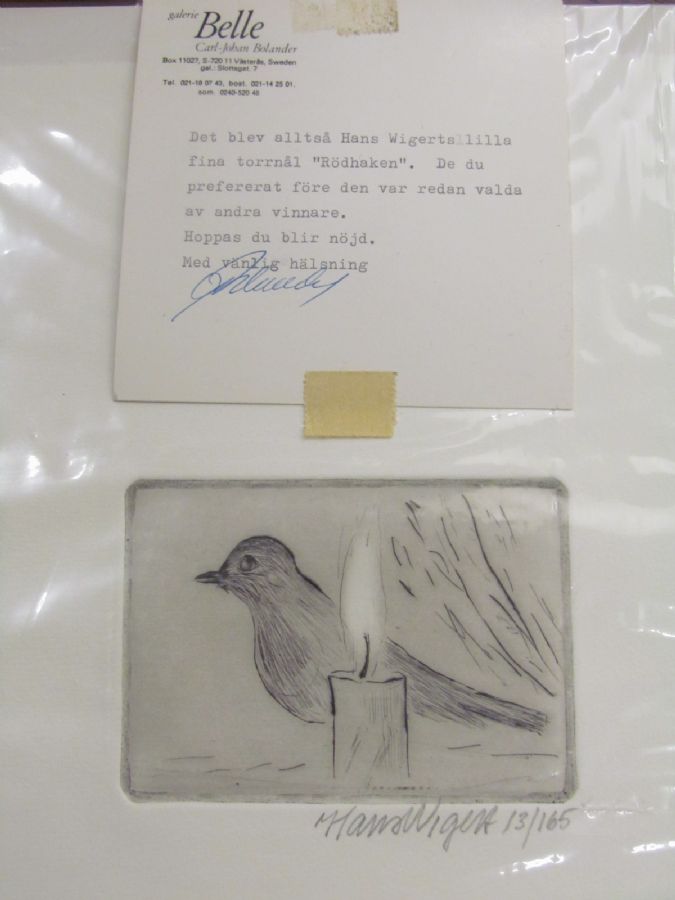 galerie
Belle
Carl-Johan Bolander
Box 11027, S-720 11 Västerås, Sweden
gal.: Slottsgat. 7
Tel. 021-18 07 43, bost. 021-14 25 01.
som. 0240-520 48
Det blev alltså Hans Wigerts lilla
fina torrnål "Rödhaken". De du
prefererat före den var redan valda
av andra vinnare.
Hoppas du blir nöjd.
Med vänlig hälsning
Hans Wigert 13/165